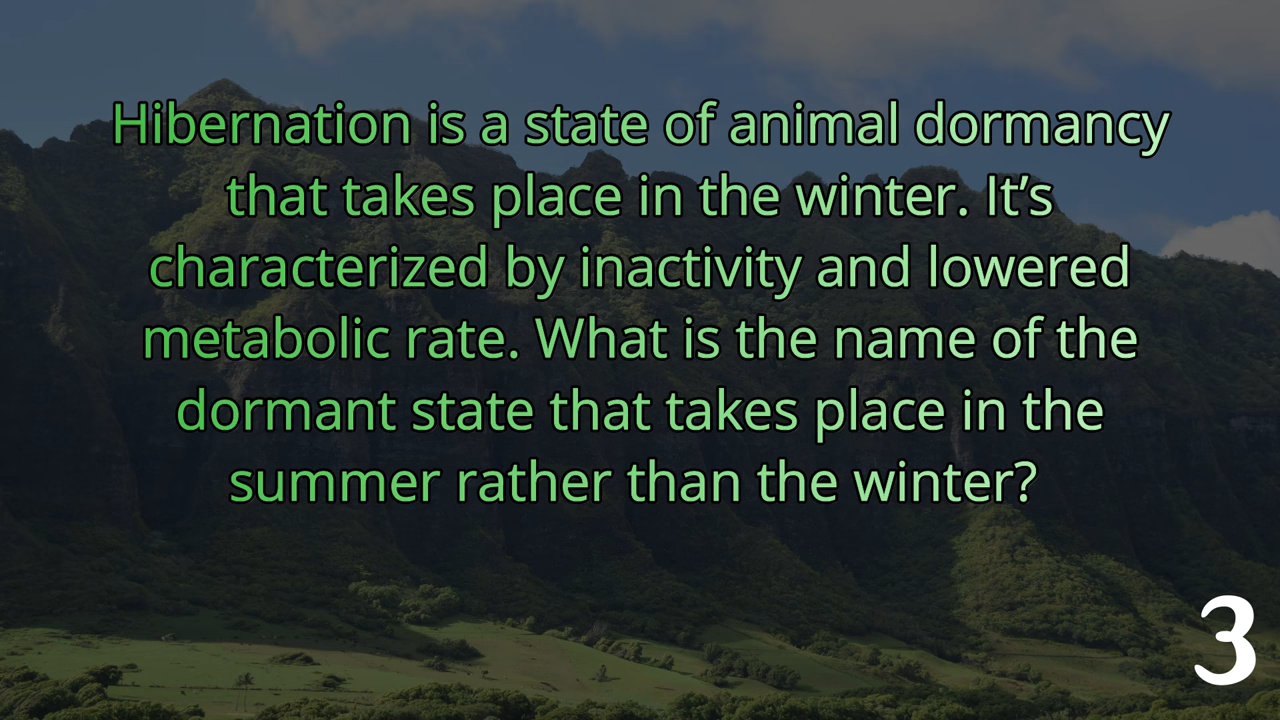 Hibernation is a state of animal dormancy
that takes place in the winter. It’s
characterized by inactivity and lowered
metabolic rate. What is the name of the
dormant state that takes place in the
summer rather than the winter?
3